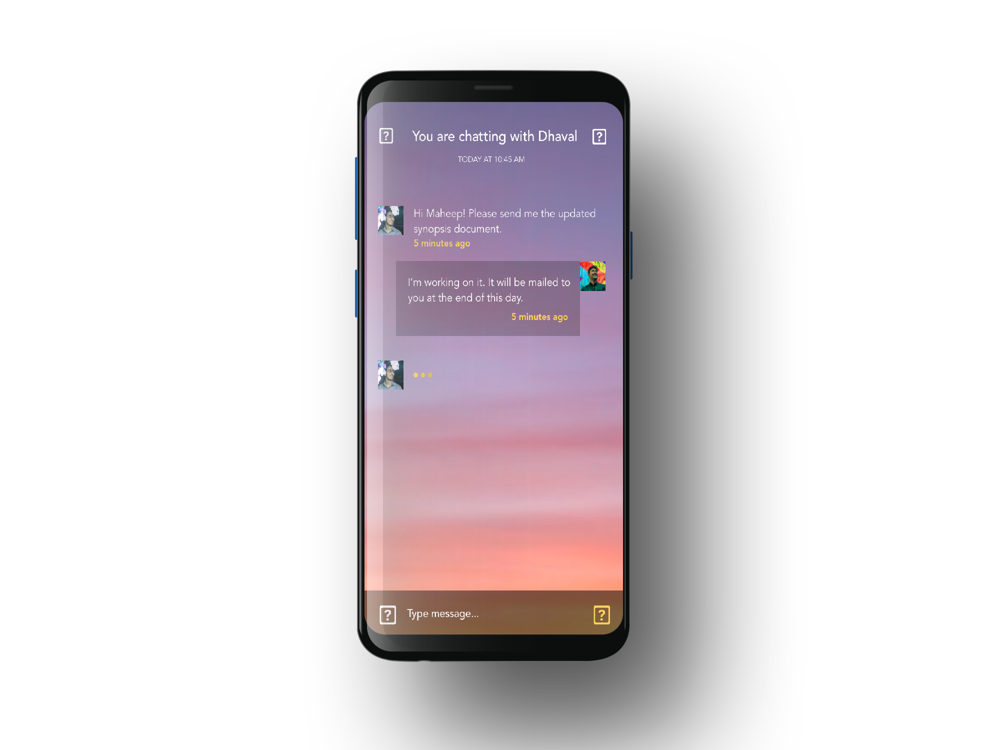 You are chatting with Dhaval
TODAY AT 10:45 AM
Hi Maheep! Please send me the updated
synopsis document.
5 minutes ago
I'm working on it. It will be mailed to
you at the end of this day.
5 minutes ago
Type message...